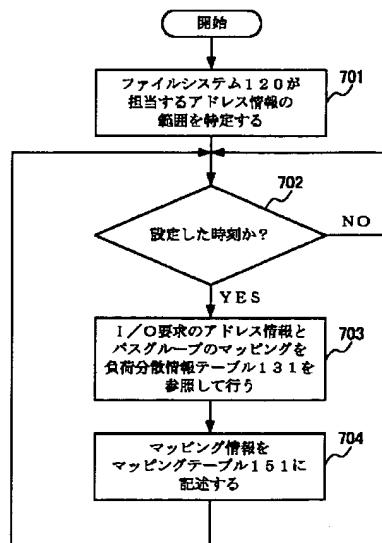 開始
ファイルシステム120が
担当するアドレス情報の
範囲を特定する
701
702
設定した時刻か?
NO
YES
I/O要求のアドレス情報と
パスグループのマッピングを
負荷分散情報テーブル131を
参照して行う
703
マッピング情報を
マッピングテーブル151に
記述する
704